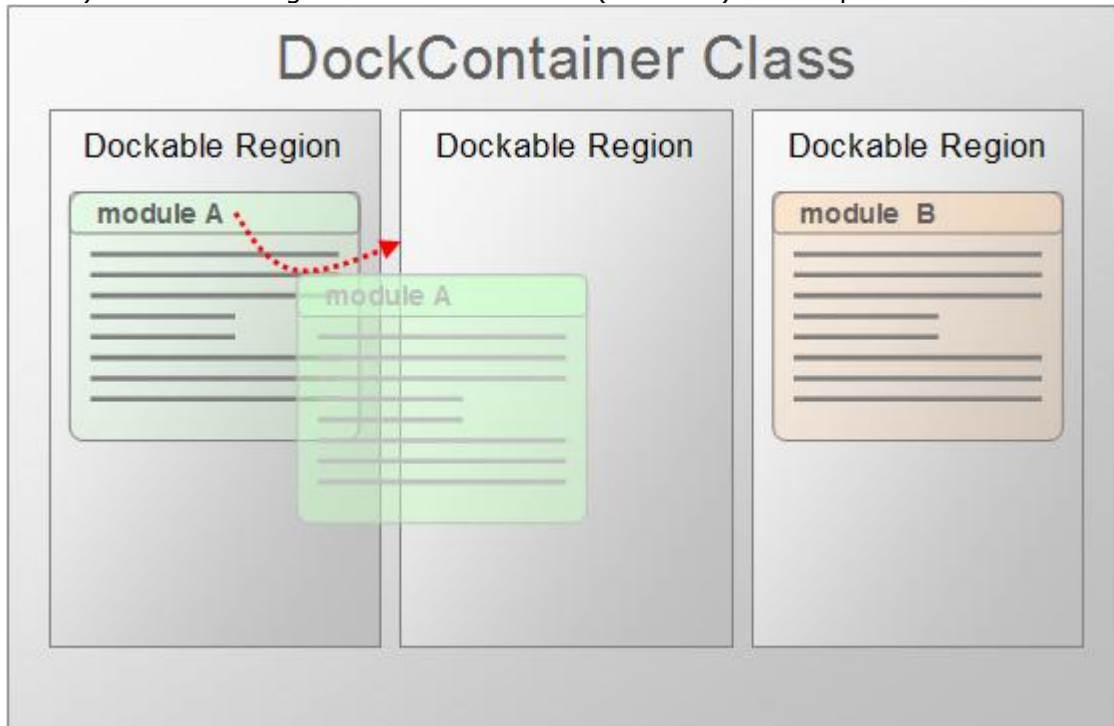 DockContainer Class
Dockable Region
Dockable Region
Dockable Region
module A
module B
module A